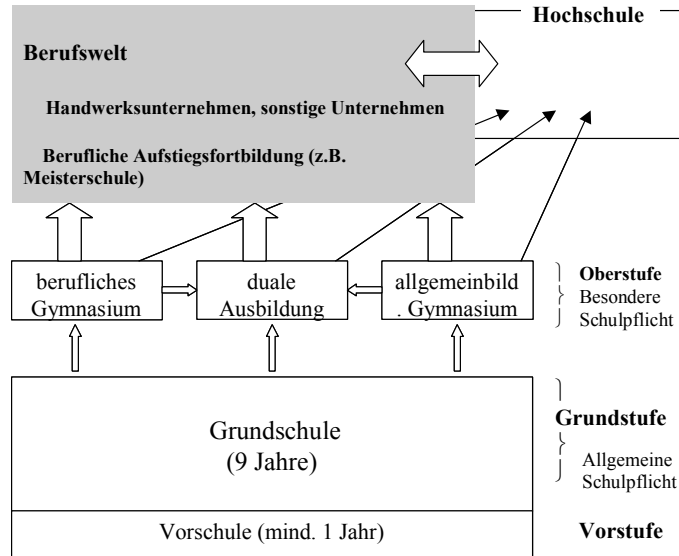 Hochschule
Berufswelt
Handwerksunternehmen, sonstige Unternehmen
Berufliche Aufstiegsfortbildung (z.B.
Meisterschule)
berufliches
Gymnasium
duale
Ausbildung
allgemeinbild
. Gymnasium
Oberstufe
Besondere
Schulpflicht
Grundschule
(9 Jahre)
Grundstufe
Allgemeine
Schulpflicht
Vorschule (mind. 1 Jahr)
Vorstufe